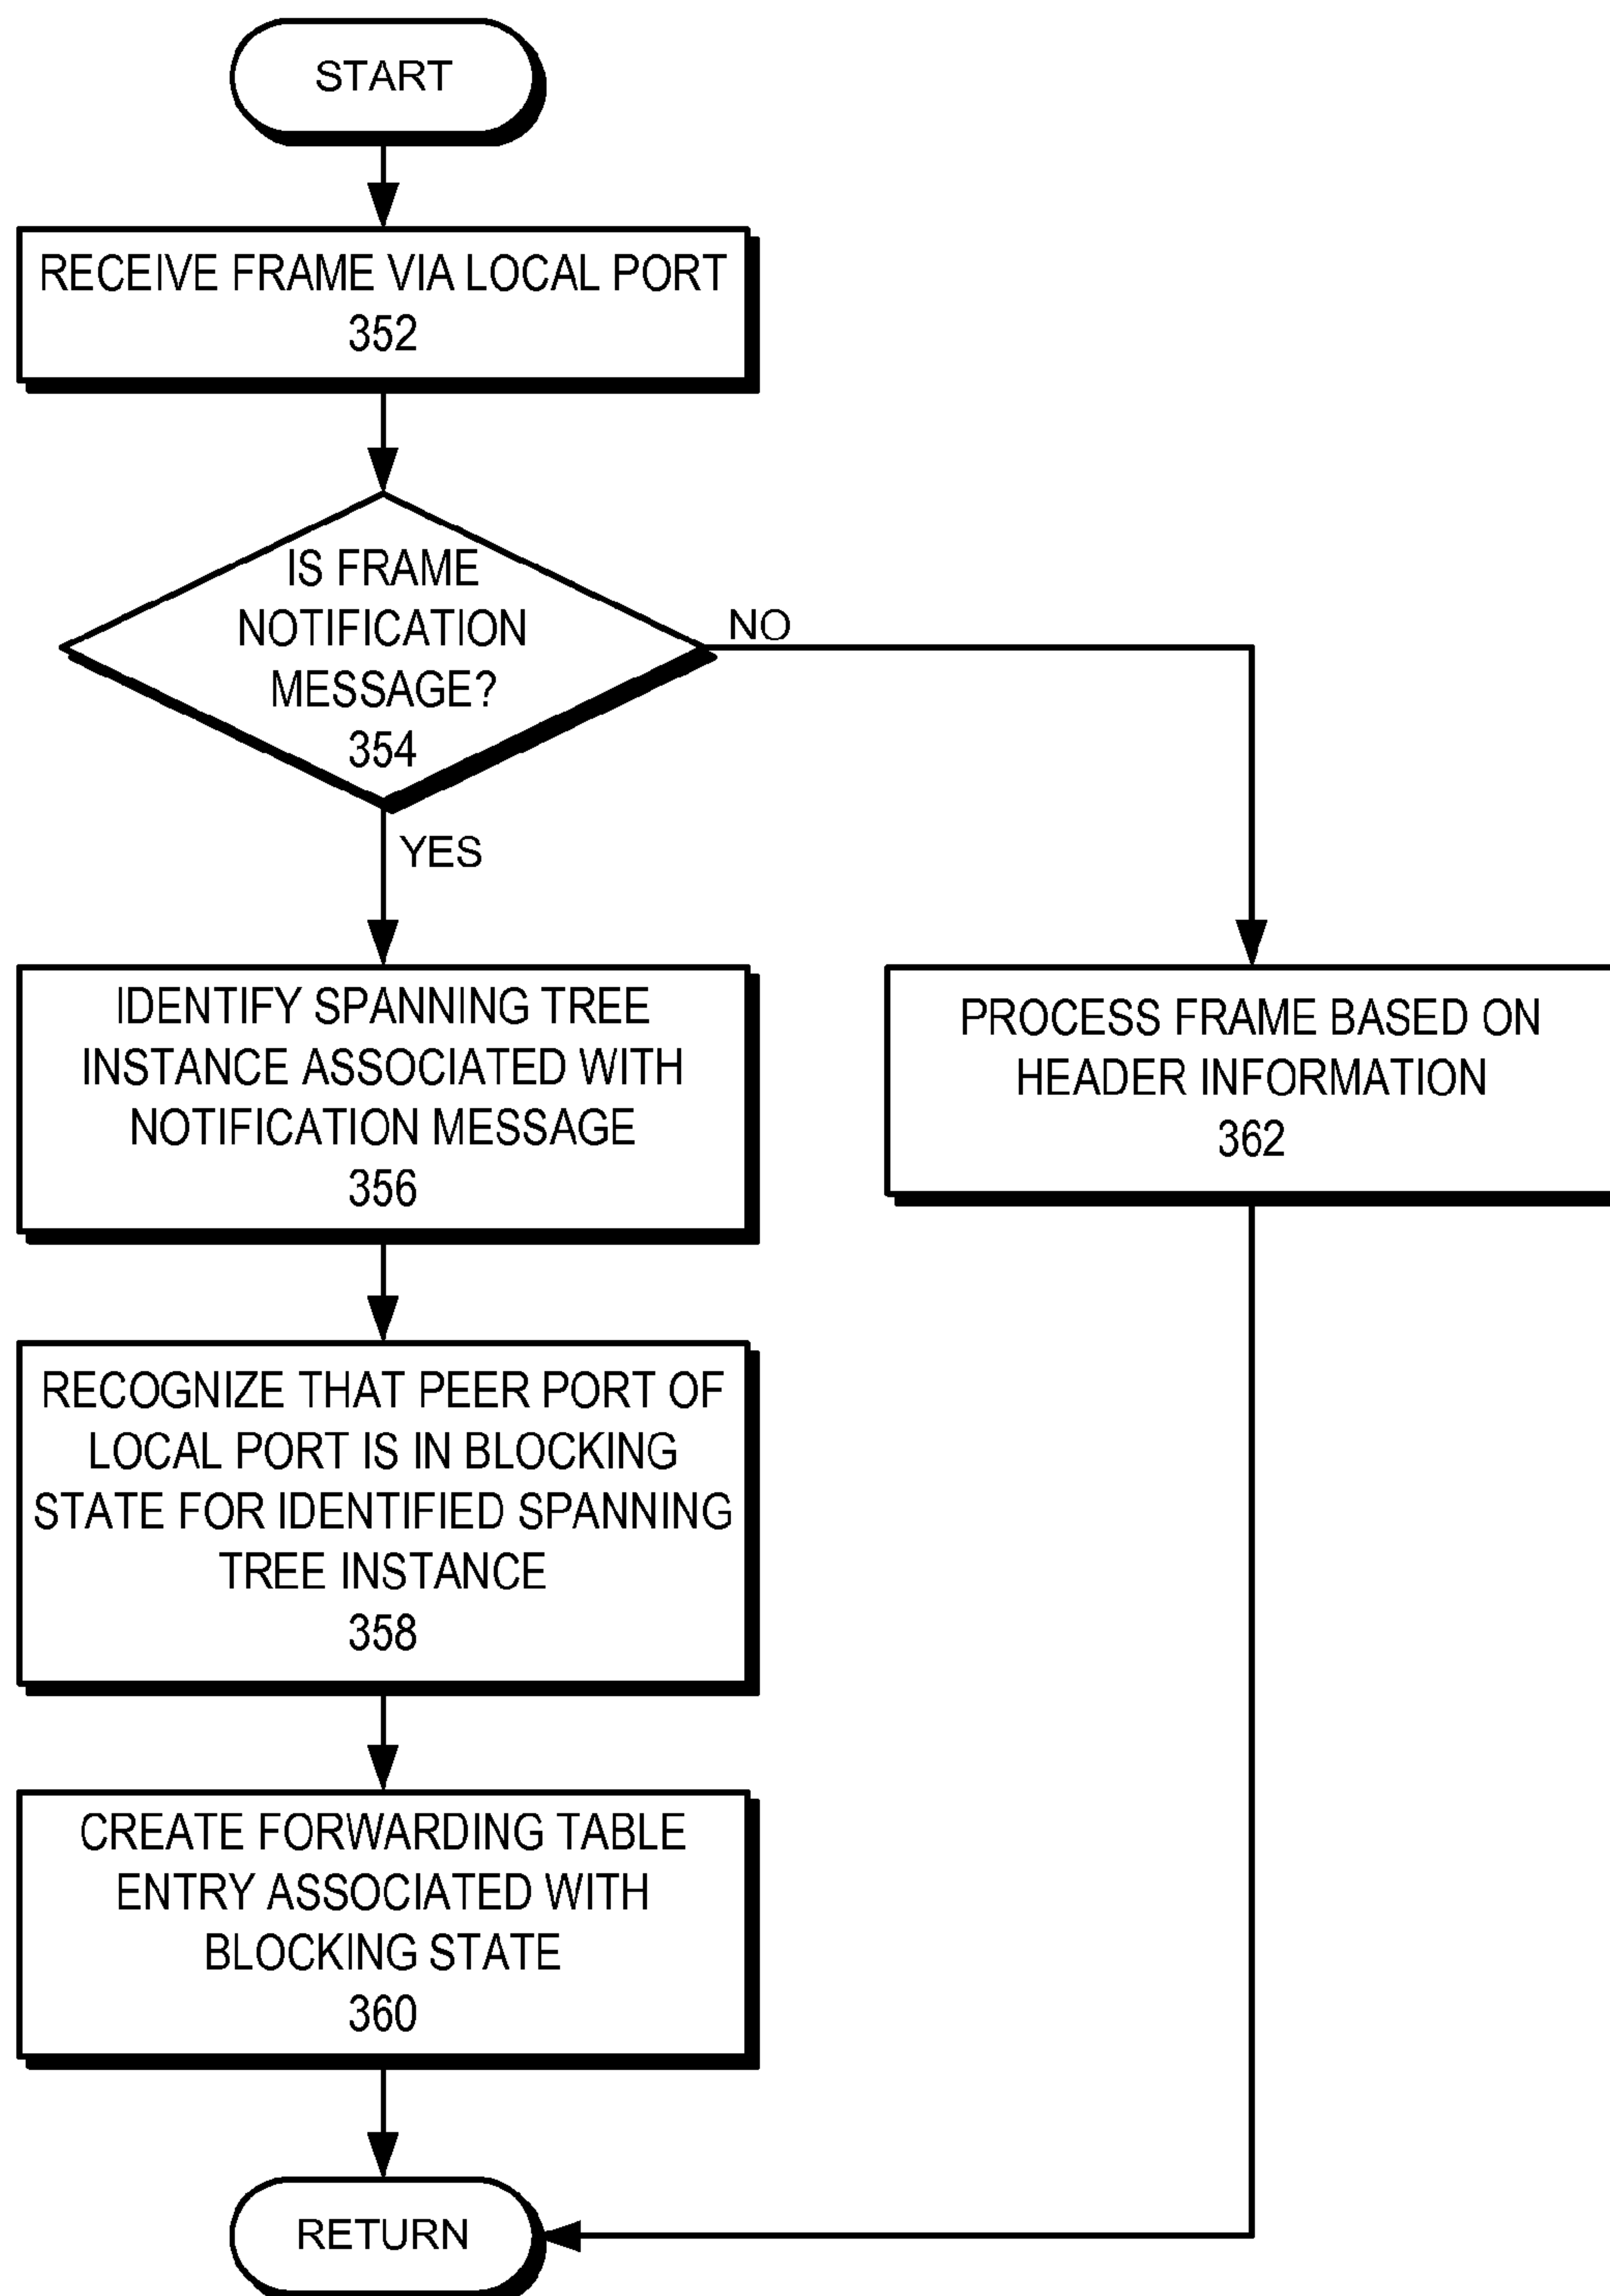 START
RECEIVE FRAME VIA LOCAL PORT
352
IS FRAME
NOTIFICATION
MESSAGE?
354
NO
YES
IDENTIFY SPANNING TREE
INSTANCE ASSOCIATED WITH
NOTIFICATION MESSAGE
356
PROCESS FRAME BASED ON
HEADER INFORMATION
362
RECOGNIZE THAT PEER PORT OF
LOCAL PORT IS IN BLOCKING
STATE FOR IDENTIFIED SPANNING
TREE INSTANCE
358
CREATE FORWARDING TABLE
ENTRY ASSOCIATED WITH
BLOCKING STATE
360
RETURN